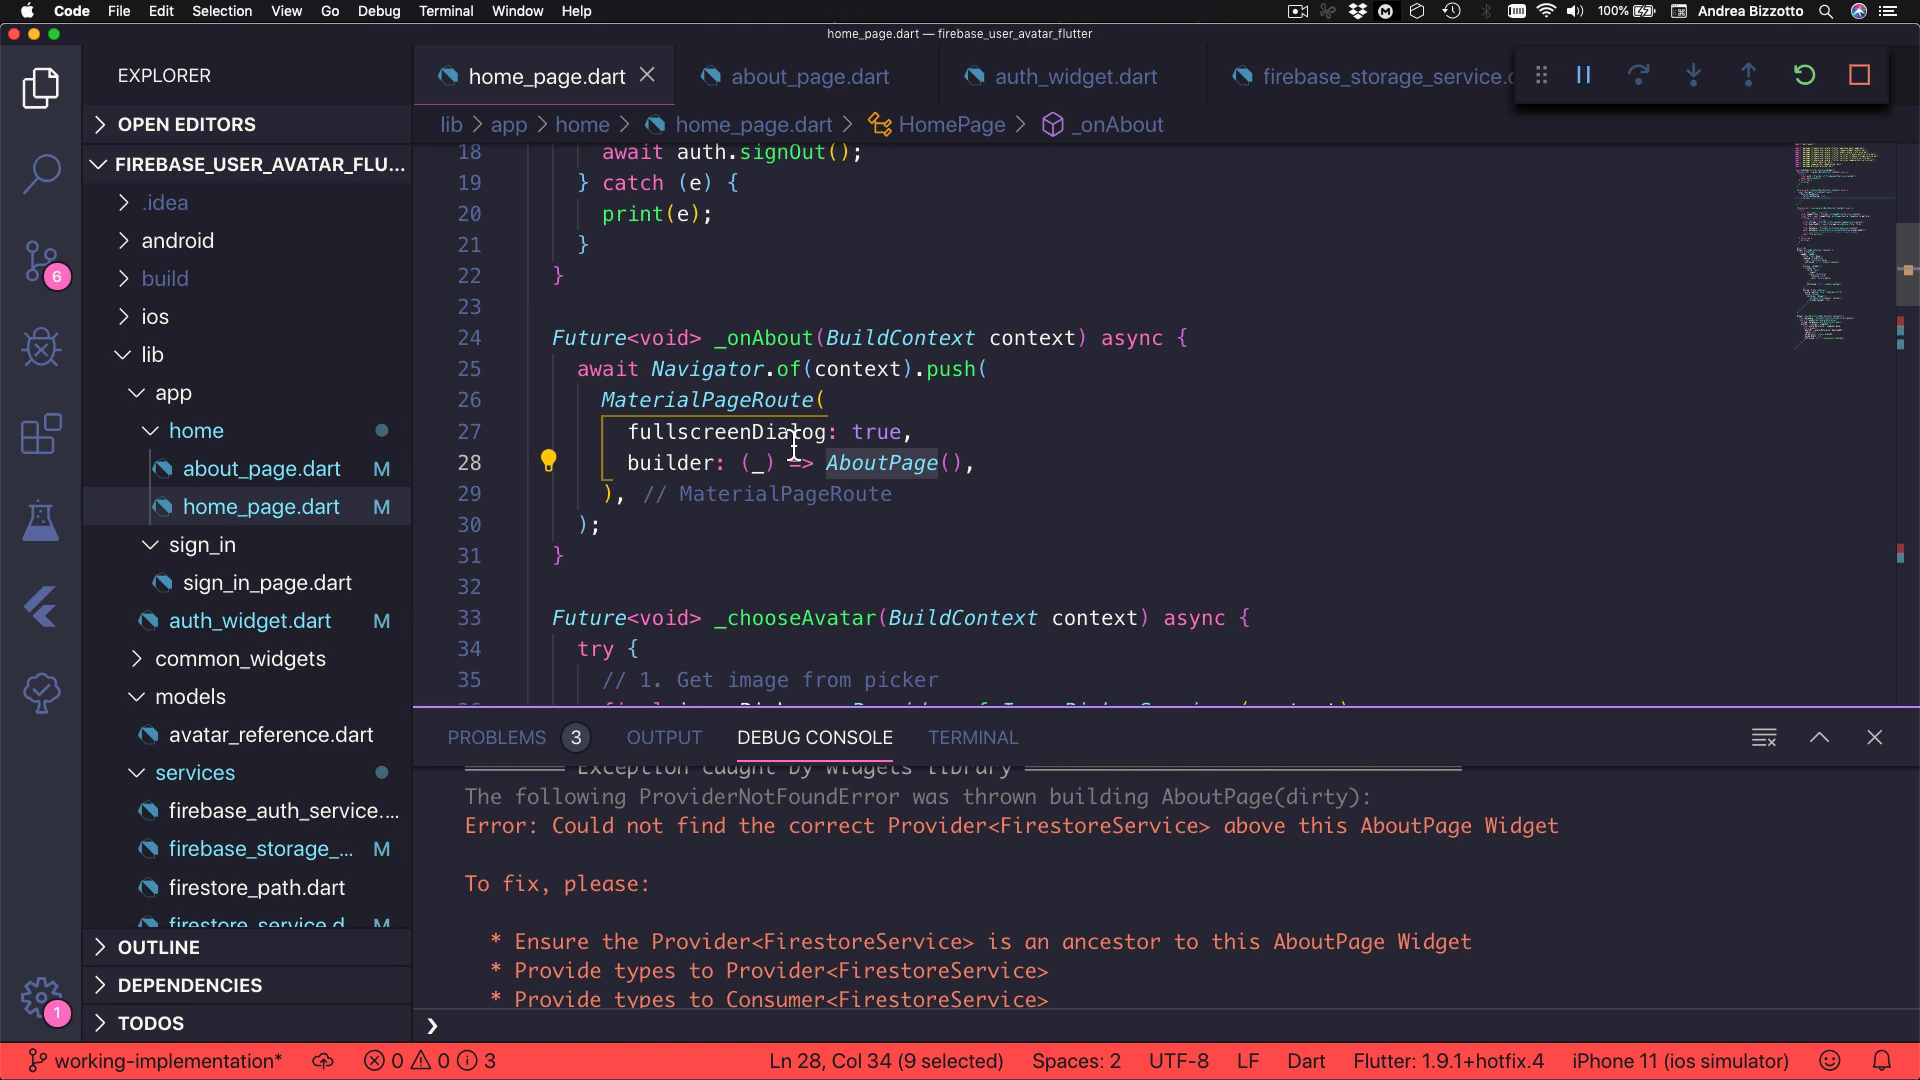 Code File Edit Selection View Go Debug Terminal Window Help 100% Andrea Bizzotto
home_page.dart — firebase_user_avatar_flutter
EXPLORER
home_page.dart
about_page.dart
auth_widget.dart
firebase_storage_service.
lib > app > home > home_page.dart > HomePage > _onAbout
OPEN EDITORS
FIREBASE_USER_AVATAR_FLU...
.idea
android
build
ios
lib
app
home
about_page.dart M
home_page.dart M
sign_in
sign_in_page.dart
auth_widget.dart M
common_widgets
models
avatar_reference.dart
services
firebase_auth_service....
firebase_storage_... M
firestore_path.dart
firestore_service.d M
OUTLINE
DEPENDENCIES
TODOS
6
1
18 await auth.signOut();
19 } catch (e) {
20 print(e);
21 }
22 }
23
24 Future<void> _onAbout(BuildContext context) async {
25 await Navigator.of(context).push(
26 MaterialPageRoute(
27 fullscreenDialog: true,
28 builder: (_) => AboutPage(),
29 ), // MaterialPageRoute
30 );
31 }
32
33 Future<void> _chooseAvatar(BuildContext context) async {
34 try {
35 // 1. Get image from picker
PROBLEMS 3 OUTPUT DEBUG CONSOLE TERMINAL
Exception caught by widgets library
The following ProviderNotFoundError was thrown building AboutPage(dirty):
Error: Could not find the correct Provider<FirestoreService> above this AboutPage Widget
To fix, please:
* Ensure the Provider<FirestoreService> is an ancestor to this AboutPage Widget
* Provide types to Provider<FirestoreService>
* Provide types to Consumer<FirestoreService>
working-implementation* 0 0 3 Ln 28, Col 34 (9 selected) Spaces: 2 UTF-8 LF Dart Flutter: 1.9.1+hotfix.4 iPhone 11 (ios simulator)